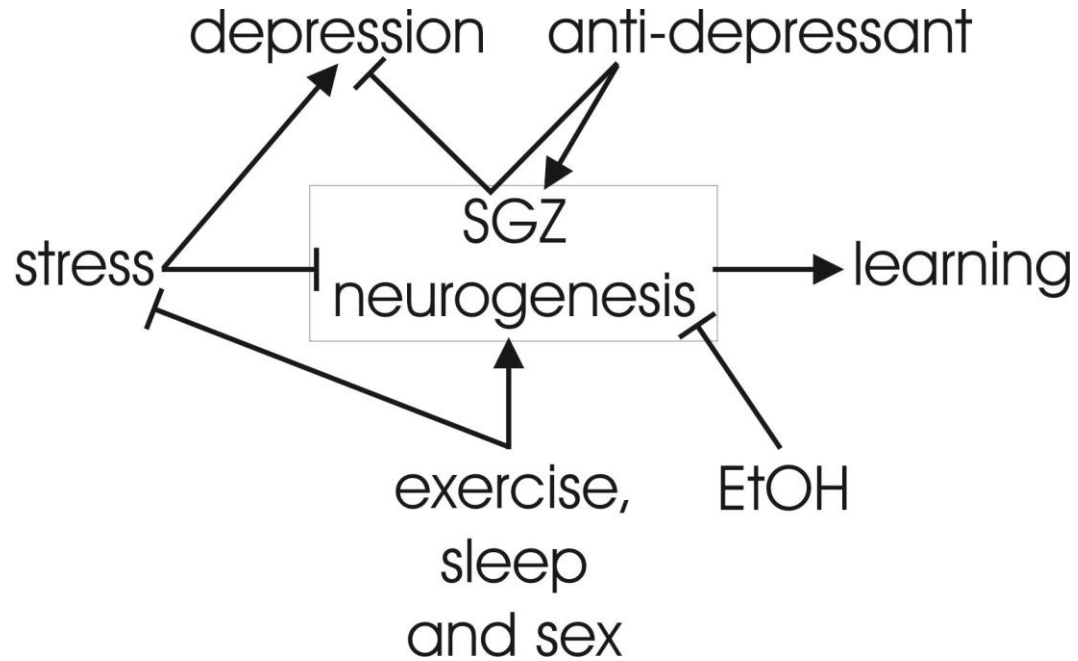 depression
anti-depressant
SGZ
stress
neurogenesis
learning
exercise,
sleep
and sex
EtOH